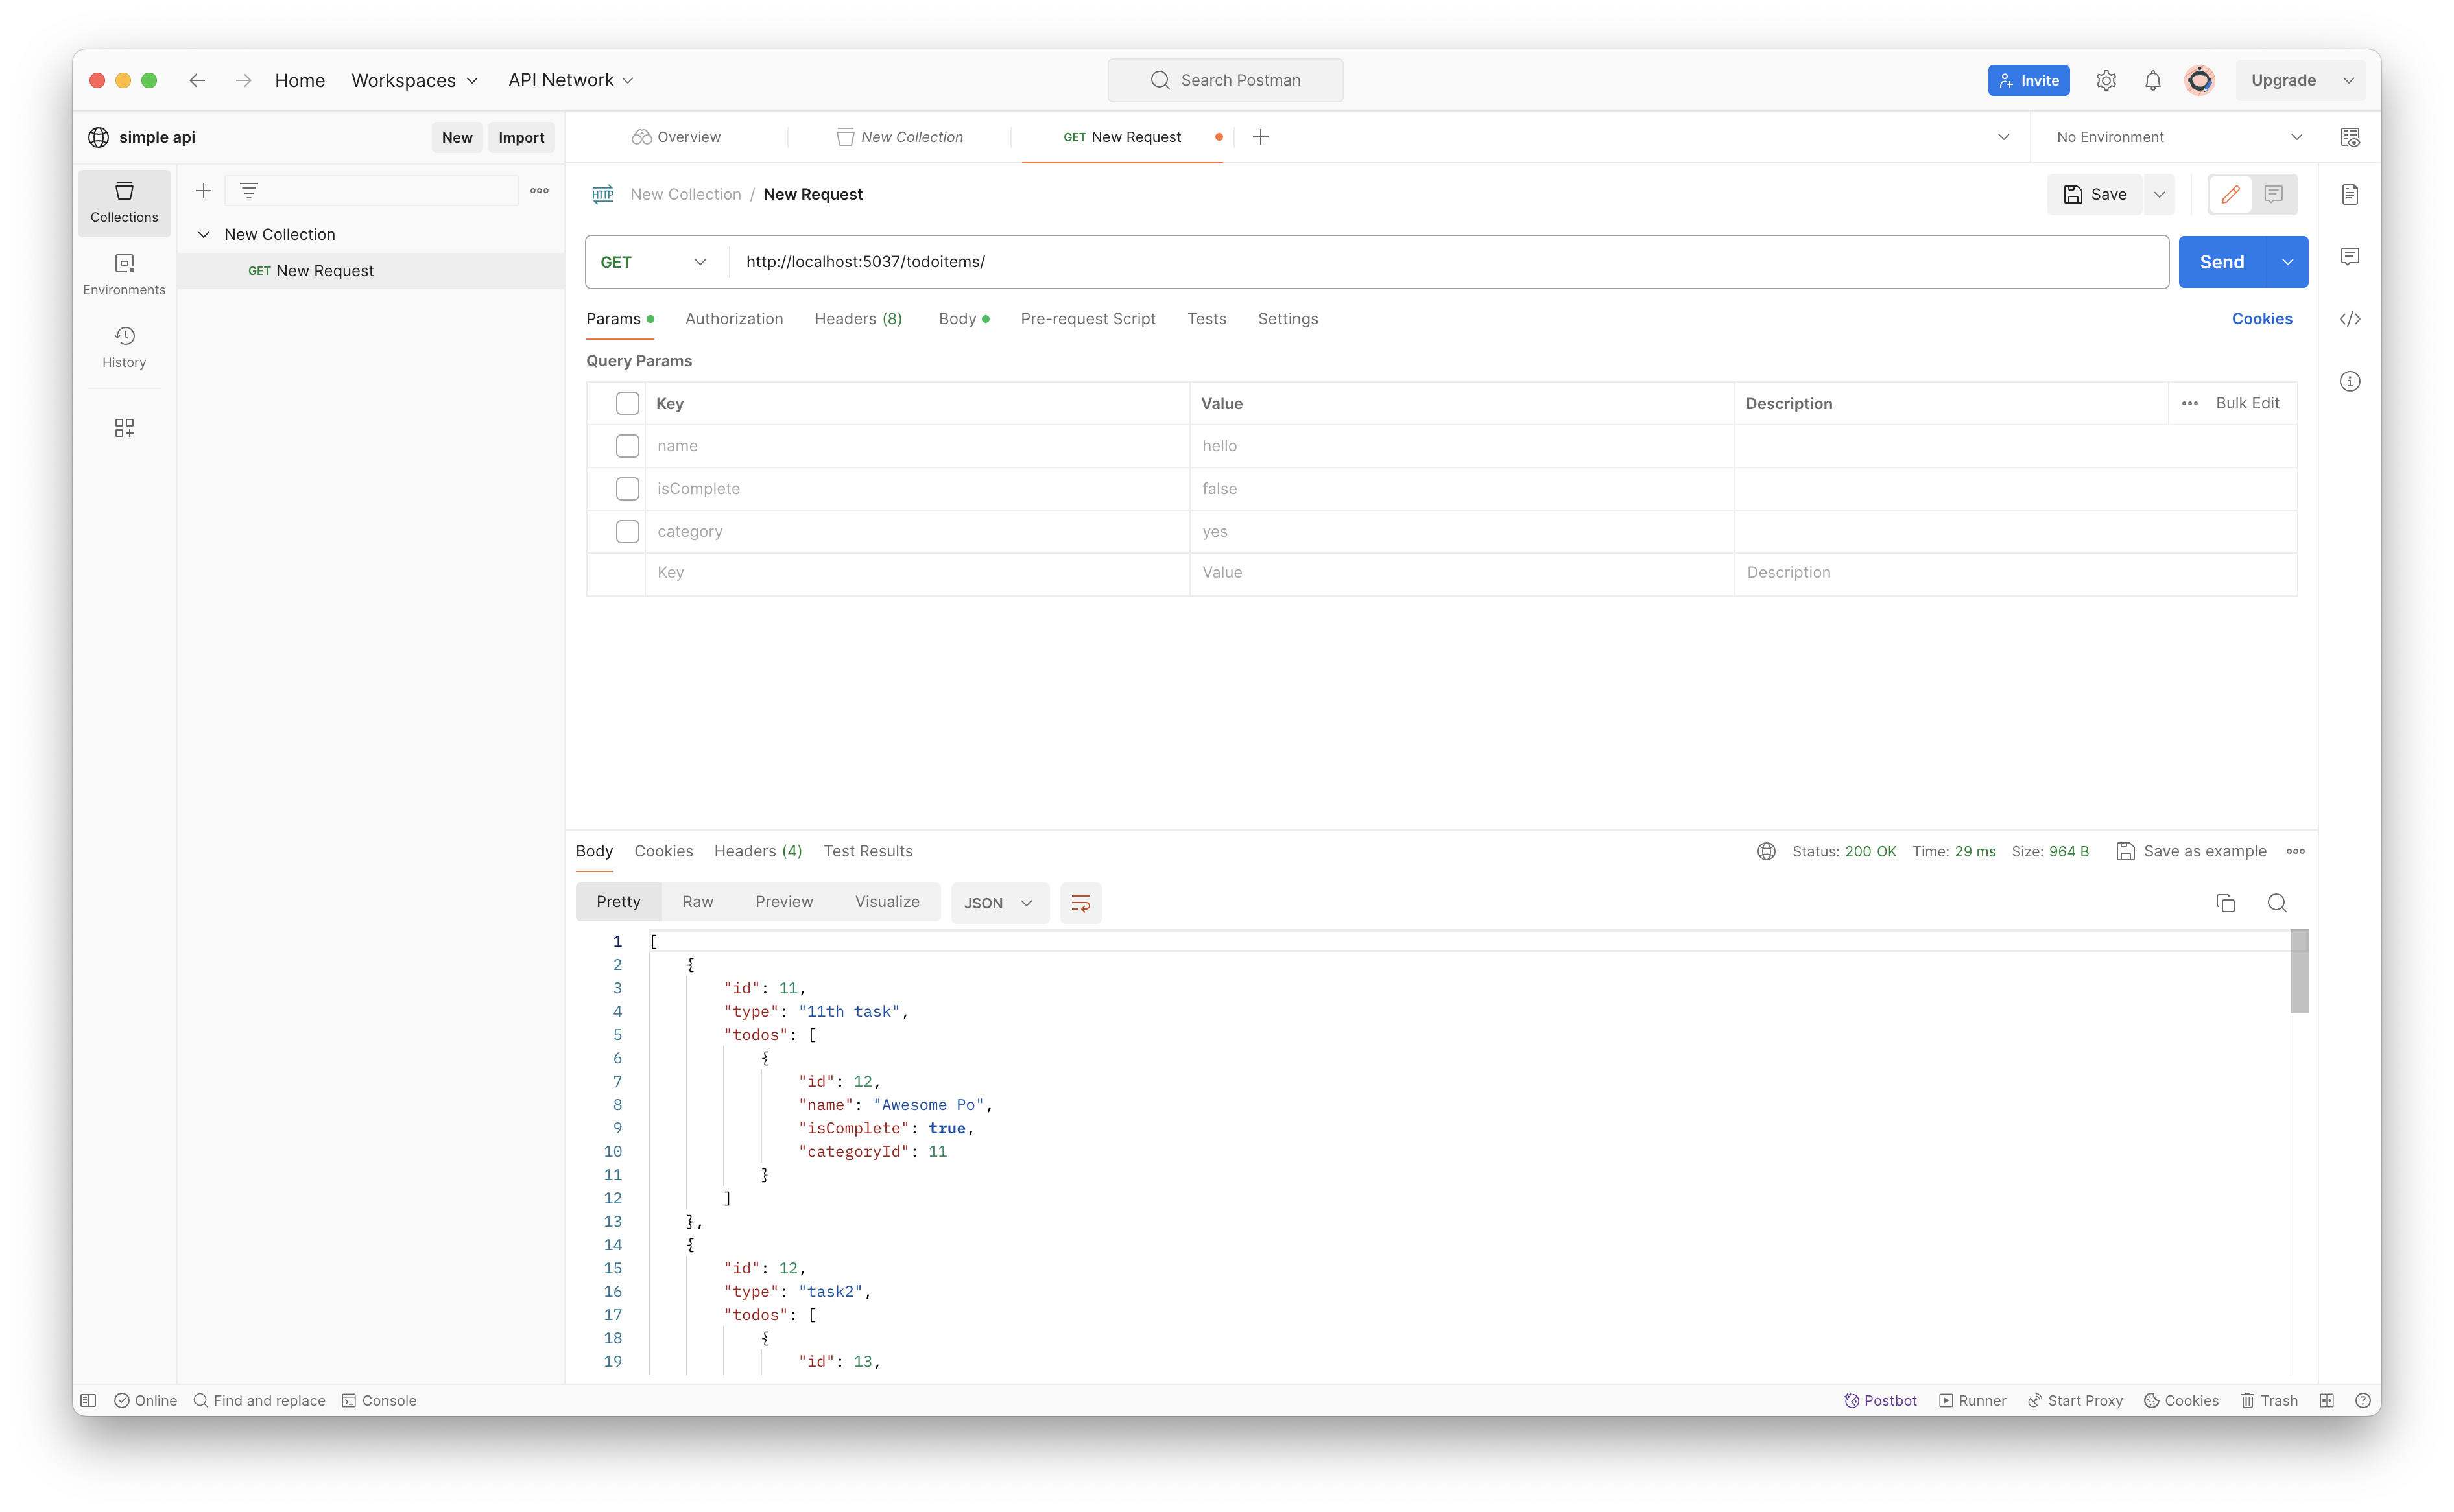 Home Workspaces API Network Search Postman Invite Upgrade
simple api New Import Overview New Collection GET New Request No Environment
Collections
Environments
History
New Collection
GET New Request
HTTP New Collection / New Request Save
GET http://localhost:5037/todoitems/ Send
Params Authorization Headers (8) Body Pre-request Script Tests Settings Cookies
Query Params
Key Value Description Bulk Edit
name hello
isComplete false
category yes
Key Value Description
Body Cookies Headers (4) Test Results Status: 200 OK Time: 29 ms Size: 964 B Save as example
Pretty Raw Preview Visualize JSON
1 [
2 {
3 "id": 11,
4 "type": "11th task",
5 "todos": [
6 {
7 "id": 12,
8 "name": "Awesome Po",
9 "isComplete": true,
10 "categoryId": 11
11 }
12 ]
13 },
14 {
15 "id": 12,
16 "type": "task2",
17 "todos": [
18 {
19 "id": 13,
Online Find and replace Console Postbot Runner Start Proxy Cookies Trash